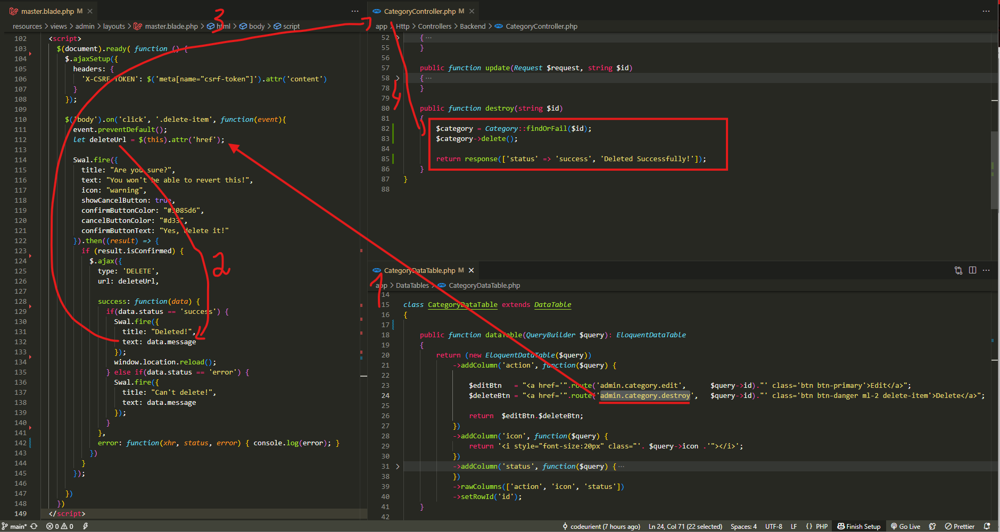 master.blade.php M
resources > views > admin > layouts > master.blade.php > html > body > script
3
102 <script>
103 $(document).ready( function () {
104 $.ajaxSetup({
105 headers: {
106 'X-CSRF-TOKEN': $('meta[name="csrf-token"]').attr('content')
107 }
108 });
109
110 $('body').on('click', '.delete-item', function(event){
111 event.preventDefault();
112 let deleteUrl = $(this).attr('href');
113
114 Swal.fire({
115 title: "Are you sure?",
116 text: "You won't be able to revert this!",
117 icon: "warning",
118 showCancelButton: true,
119 confirmButtonColor: "#3085d6",
120 cancelButtonColor: "#d33",
121 confirmButtonText: "Yes, delete it!"
122 }).then((result) => {
123 if (result.isConfirmed) {
124 $.ajax({
125 type: 'DELETE',
126 url: deleteUrl,
127
128 success: function(data) {
129 if(data.status == 'success') {
130 Swal.fire({
131 title: "Deleted!",
132 text: data.message
133 });
134 window.location.reload();
135 } else if(data.status == 'error') {
136 Swal.fire({
137 title: "Can't delete!",
138 text: data.message
139 });
140 }
141 },
142 error: function(xhr, status, error) { console.log(error); }
143 })
144 }
145 });
146
147 })
148 })
149 </script>
2
CategoryController.php M
app > Http > Controllers > Backend > CategoryController.php
52 { ···
55 }
56
57 public function update(Request $request, string $id)
58 { ···
78 }
79
80 public function destroy(string $id)
81 {
82 $category = Category::findOrFail($id);
83 $category->delete();
84
85 return response(['status' => 'success', 'Deleted Successfully!']);
86 }
87 }
88
4
CategoryDataTable.php M
app > DataTables > CategoryDataTable.php
1
14
15 class CategoryDataTable extends DataTable
16 {
17
18 public function dataTable(QueryBuilder $query): EloquentDataTable
19 {
20 return (new EloquentDataTable($query))
21 ->addColumn('action', function($query) {
22
23 $editBtn = "<a href='".route('admin.category.edit', $query->id)."' class='btn btn-primary'>Edit</a>";
24 $deleteBtn = "<a href='".route('admin.category.destroy', $query->id)."' class='btn btn-danger ml-2 delete-item'>Delete</a>";
25
26 return $editBtn.$deleteBtn;
27 })
28 ->addColumn('icon', function($query) {
29 return '<i style="font-size:20px" class="'. $query->icon .'"></i>';
30 })
31 ->addColumn('status', function($query) { ···
38 })
39 ->rawColumns(['action', 'icon', 'status'])
40 ->setRowId('id');
41 }
42
main* 0 0 codeurient (7 hours ago) Ln 24, Col 71 (22 selected) Spaces: 4 UTF-8 LF {} PHP Finish Setup Go Live Prettier